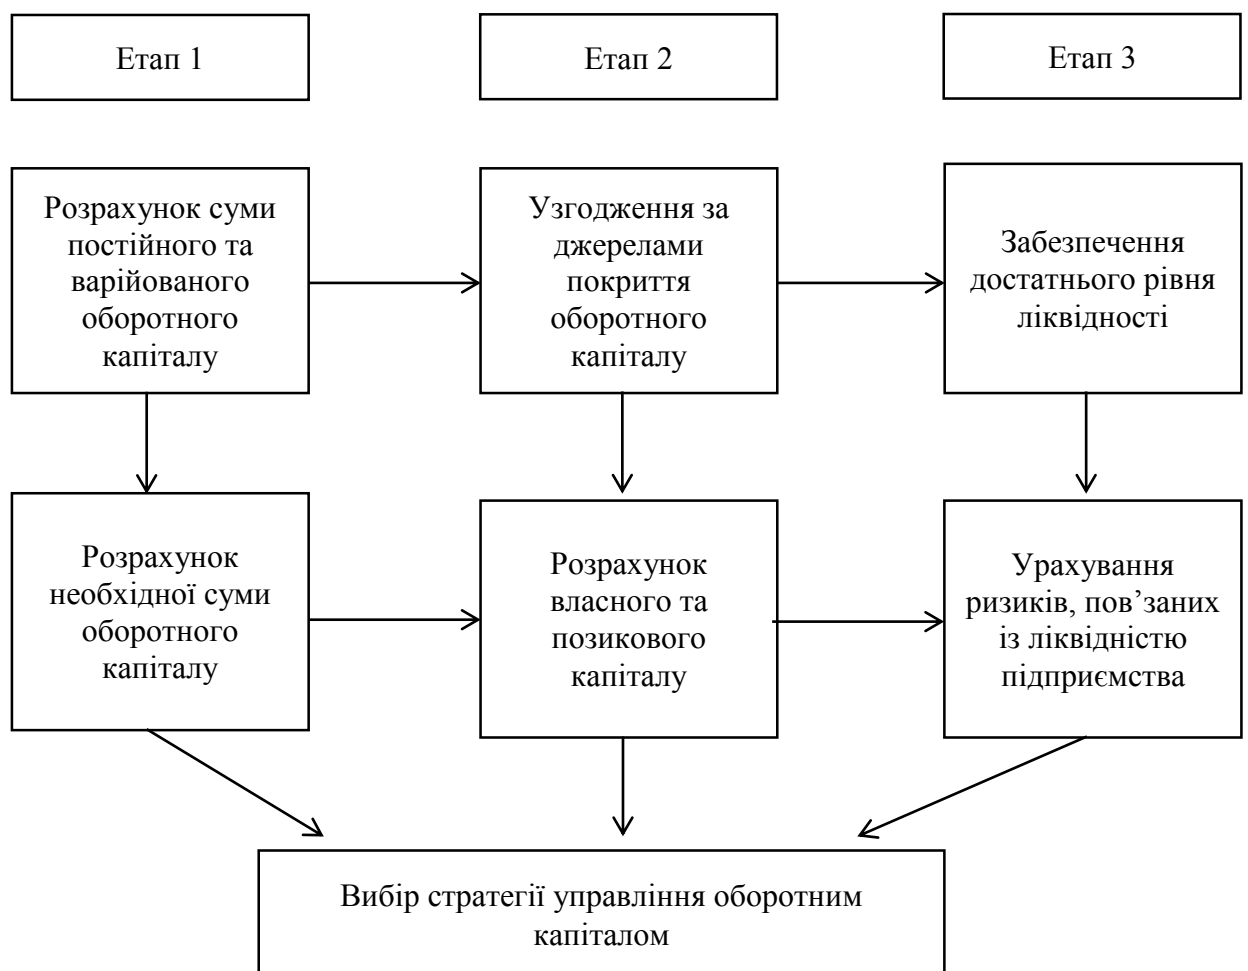 Етап 1
Етап 2
Етап 3
Розрахунок суми
постійного та
варійованого
оборотного
капіталу
Узгодження за
джерелами
покриття
оборотного
капіталу
Забезпечення
достатнього рівня
ліквідності
Розрахунок
необхідної суми
оборотного
капіталу
Розрахунок
власного та
позикового
капіталу
Урахування
ризиків, пов’заних
із ліквідністю
підприємства
Вибір стратегії управління оборотним
капіталом